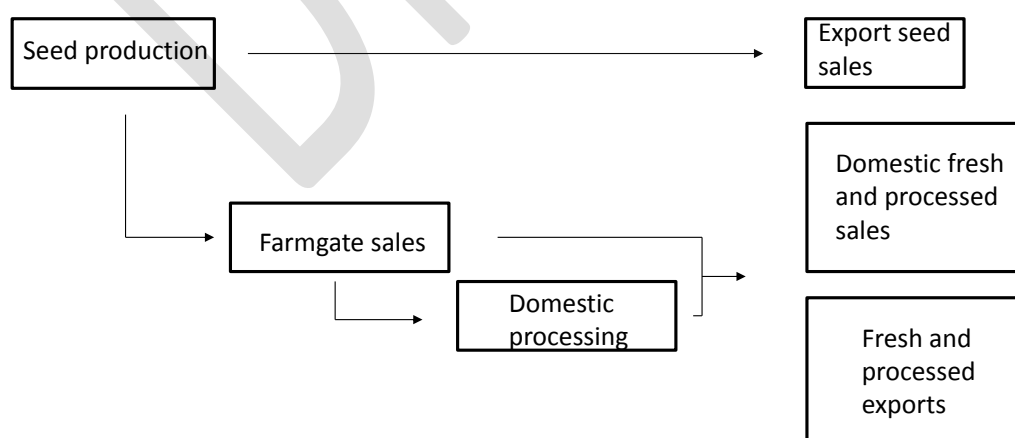 Seed production
Export seed
sales
Domestic fresh
and processed
sales
Farmgate sales
Domestic
processing
Fresh and
processed
exports